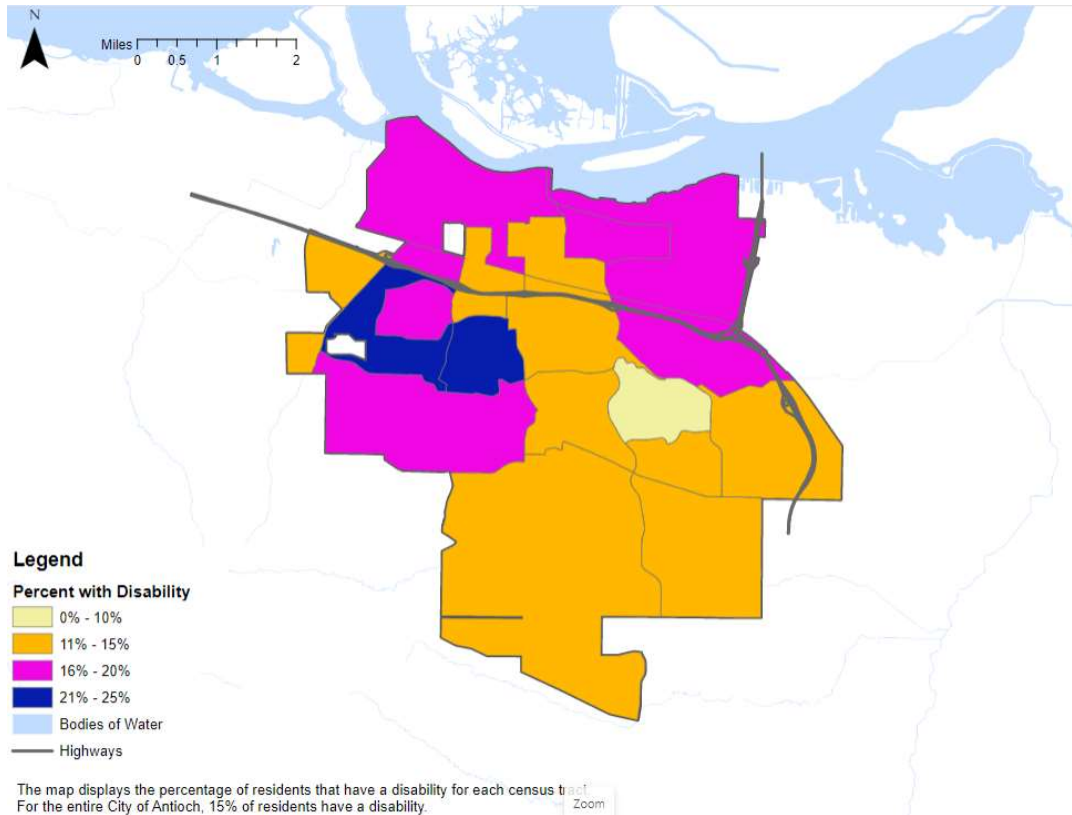 N
Miles
0 0.5 1 2
Legend
Percent with Disability
0% - 10%
11% - 15%
16% - 20%
21% - 25%
Bodies of Water
Highways
The map displays the percentage of residents that have a disability for each census tract.
For the entire City of Antioch, 15% of residents have a disability.
Zoom